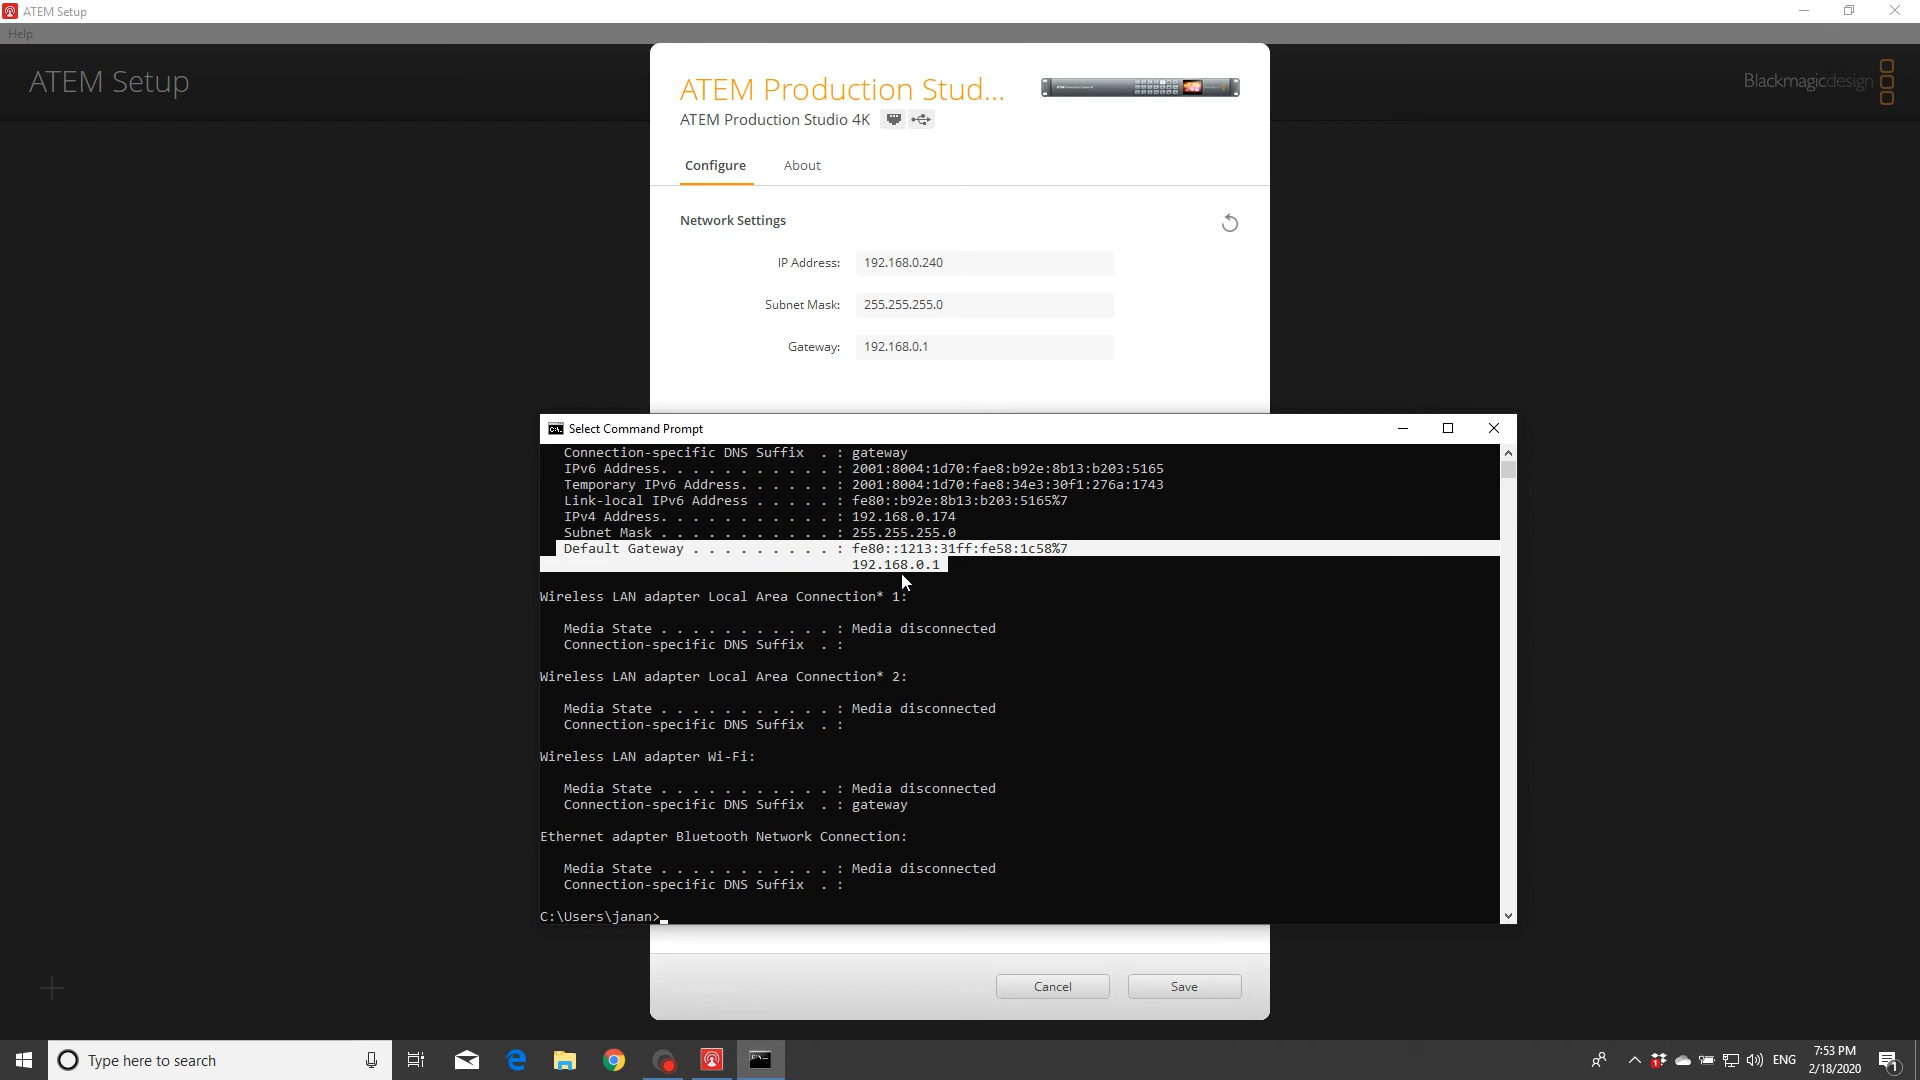 ATEM Setup
Help
ATEM Setup
Blackmagicdesign
ATEM Production Stud...
ATEM Production Studio 4K
Configure
About
Network Settings
IP Address: 192.168.0.240
Subnet Mask: 255.255.255.0
Gateway: 192.168.0.1
Select Command Prompt
Connection-specific DNS Suffix . : gateway
IPv6 Address. . . . . . . . . . . : 2001:8004:1d70:fae8:b92e:8b13:b203:5165
Temporary IPv6 Address. . . . . . : 2001:8004:1d70:fae8:34e3:30f1:276a:1743
Link-local IPv6 Address . . . . . : fe80::b92e:8b13:b203:5165%7
IPv4 Address. . . . . . . . . . . : 192.168.0.174
Subnet Mask . . . . . . . . . . . : 255.255.255.0
Default Gateway . . . . . . . . . : fe80::1213:31ff:fe58:1c58%7
192.168.0.1
Wireless LAN adapter Local Area Connection* 1:
Media State . . . . . . . . . . . : Media disconnected
Connection-specific DNS Suffix . :
Wireless LAN adapter Local Area Connection* 2:
Media State . . . . . . . . . . . : Media disconnected
Connection-specific DNS Suffix . :
Wireless LAN adapter Wi-Fi:
Media State . . . . . . . . . . . : Media disconnected
Connection-specific DNS Suffix . : gateway
Ethernet adapter Bluetooth Network Connection:
Media State . . . . . . . . . . . : Media disconnected
Connection-specific DNS Suffix . :
C:\Users\janan>
Cancel
Save
Type here to search
ENG
7:53 PM
2/18/2020
1